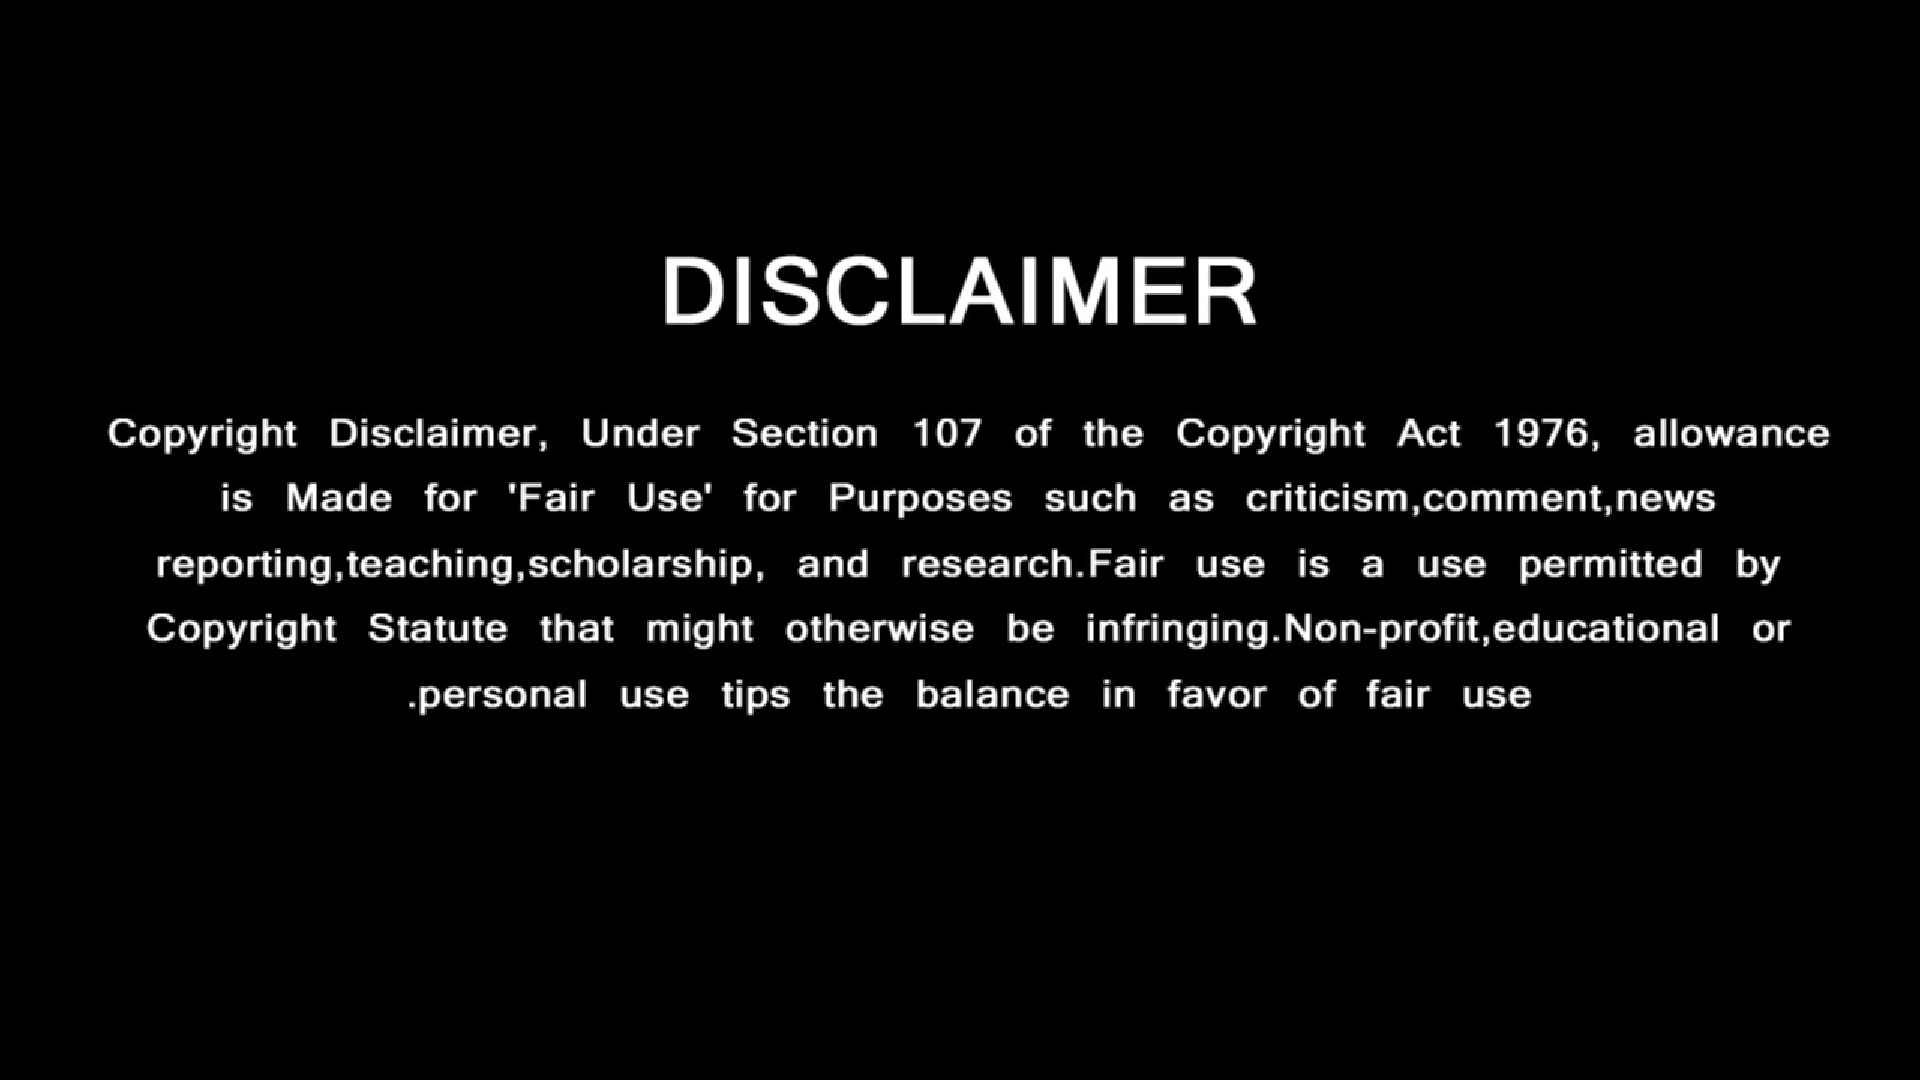 DISCLAIMER
Copyright Disclaimer, Under Section 107 of the Copyright Act 1976, allowance
is Made for 'Fair Use' for Purposes such as criticism,comment,news
reporting,teaching,scholarship, and research.Fair use is a use permitted by
Copyright Statute that might otherwise be infringing.Non-profit,educational or
.personal use tips the balance in favor of fair use